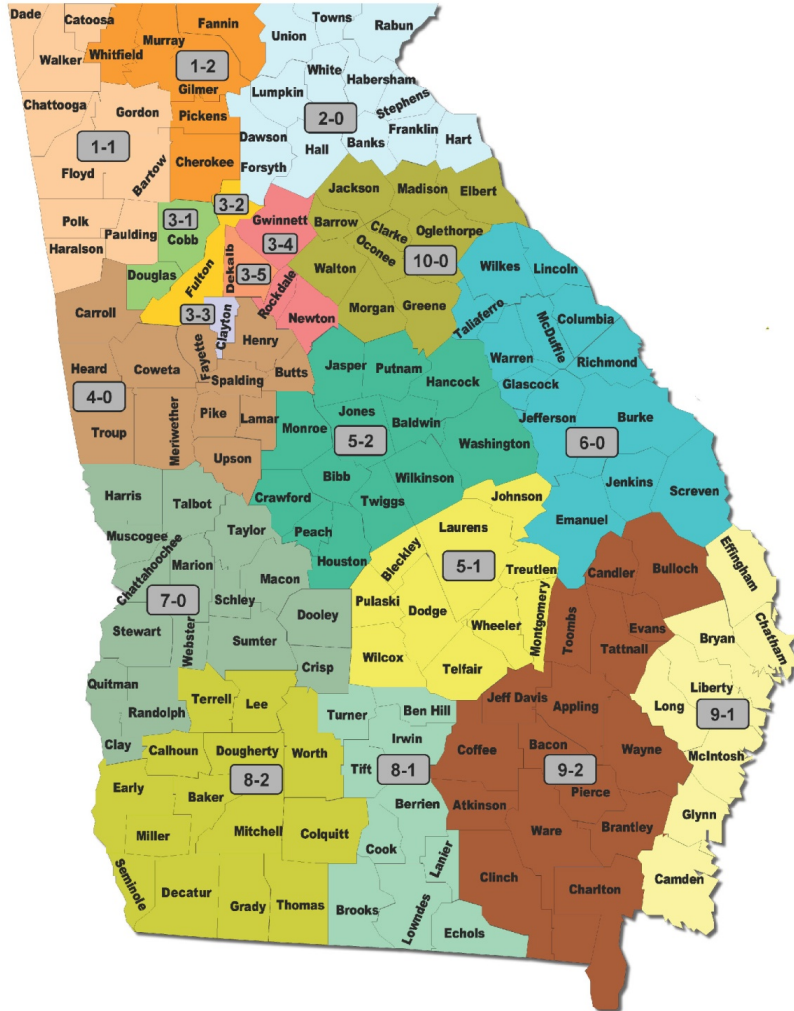 Dade
Catoosa
Fannin
Towns
Rabun
Union
Murray
Whitfield
Walker
1-2
White
Habersham
Gilmer
Lumpkin
Stephens
Chattooga
Gordon
Pickens
2-0
Franklin
Hart
Dawson
Banks
Hall
1-1
Cherokee
Forsyth
Floyd
Bartow
Jackson
Madison
Elbert
3-2
Polk
Paulding
3-1
Gwinnett
Barrow
Clarke
Oglethorpe
Cobb
Haralson
3-4
Oconee
10-0
Fulton
Dekalb
3-5
Walton
Wilkes
Lincoln
Douglas
Rockdale
Morgan
Greene
Carroll
3-3
Clayton
Newton
Taliaferro
McDuffie
Columbia
Henry
Fayette
Heard
Coweta
Butts
Jasper
Putnam
Warren
Richmond
Spalding
Hancock
Glascock
4-0
Pike
Lamar
Jones
Baldwin
Jefferson
Burke
Troup
Meriwether
Monroe
5-2
Washington
6-0
Upson
Bibb
Wilkinson
Jenkins
Harris
Talbot
Crawford
Twiggs
Johnson
Screven
Muscogee
Taylor
Peach
Laurens
Emanuel
Chattahoochee
Marion
Houston
Bleckley
Treutlen
Candler
Bulloch
Effingham
Macon
5-1
7-0
Schley
Pulaski
Dodge
Montgomery
Toombs
Evans
Chatham
Dooley
Stewart
Webster
Sumter
Wheeler
Tattnall
Bryan
Crisp
Wilcox
Telfair
Quitman
Terrell
Lee
Jeff Davis
Liberty
Randolph
Turner
Ben Hill
Appling
Long
9-1
Clay
Calhoun
Dougherty
Worth
Irwin
Coffee
Bacon
Wayne
McIntosh
Early
8-2
Tift
8-1
9-2
Baker
Berrien
Atkinson
Pierce
Glynn
Miller
Mitchell
Colquitt
Cook
Lanier
Ware
Brantley
Seminole
Decatur
Grady
Thomas
Brooks
Lowndes
Clinch
Charlton
Camden
Echols